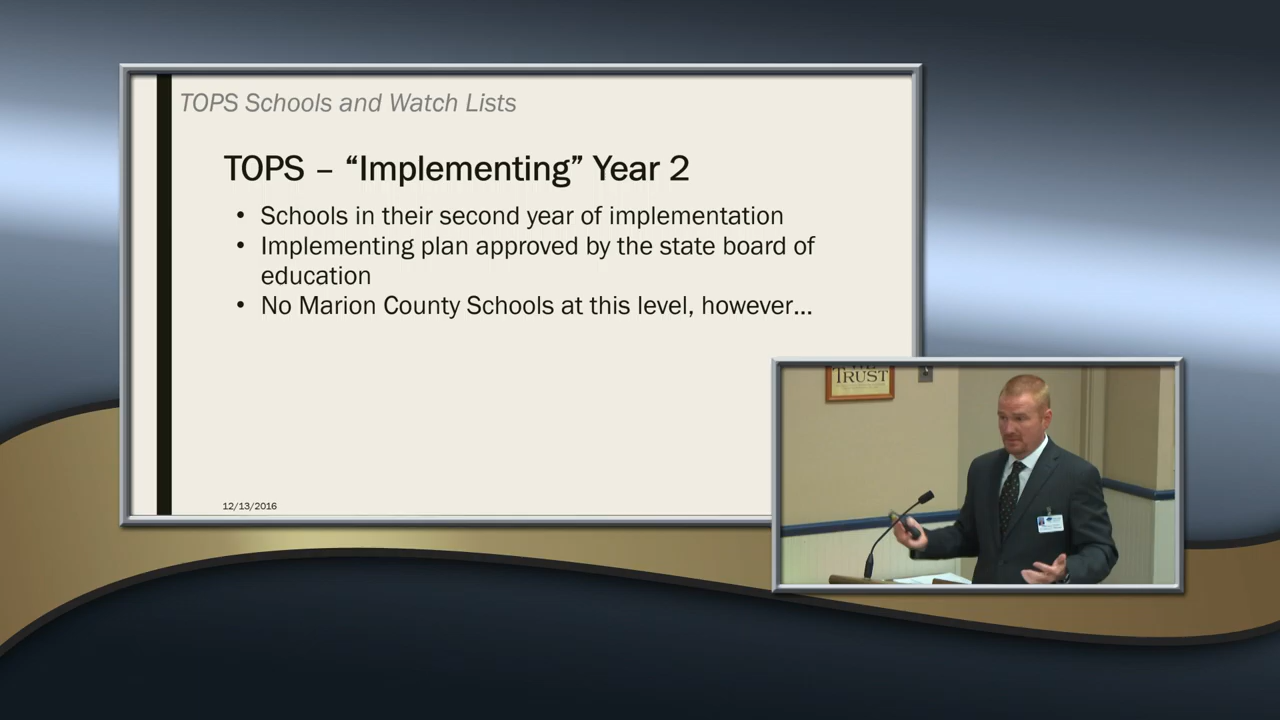 TOPS Schools and Watch Lists
TOPS – “Implementing” Year 2
• Schools in their second year of implementation
• Implementing plan approved by the state board of
education
• No Marion County Schools at this level, however...
12/13/2016
TRUST